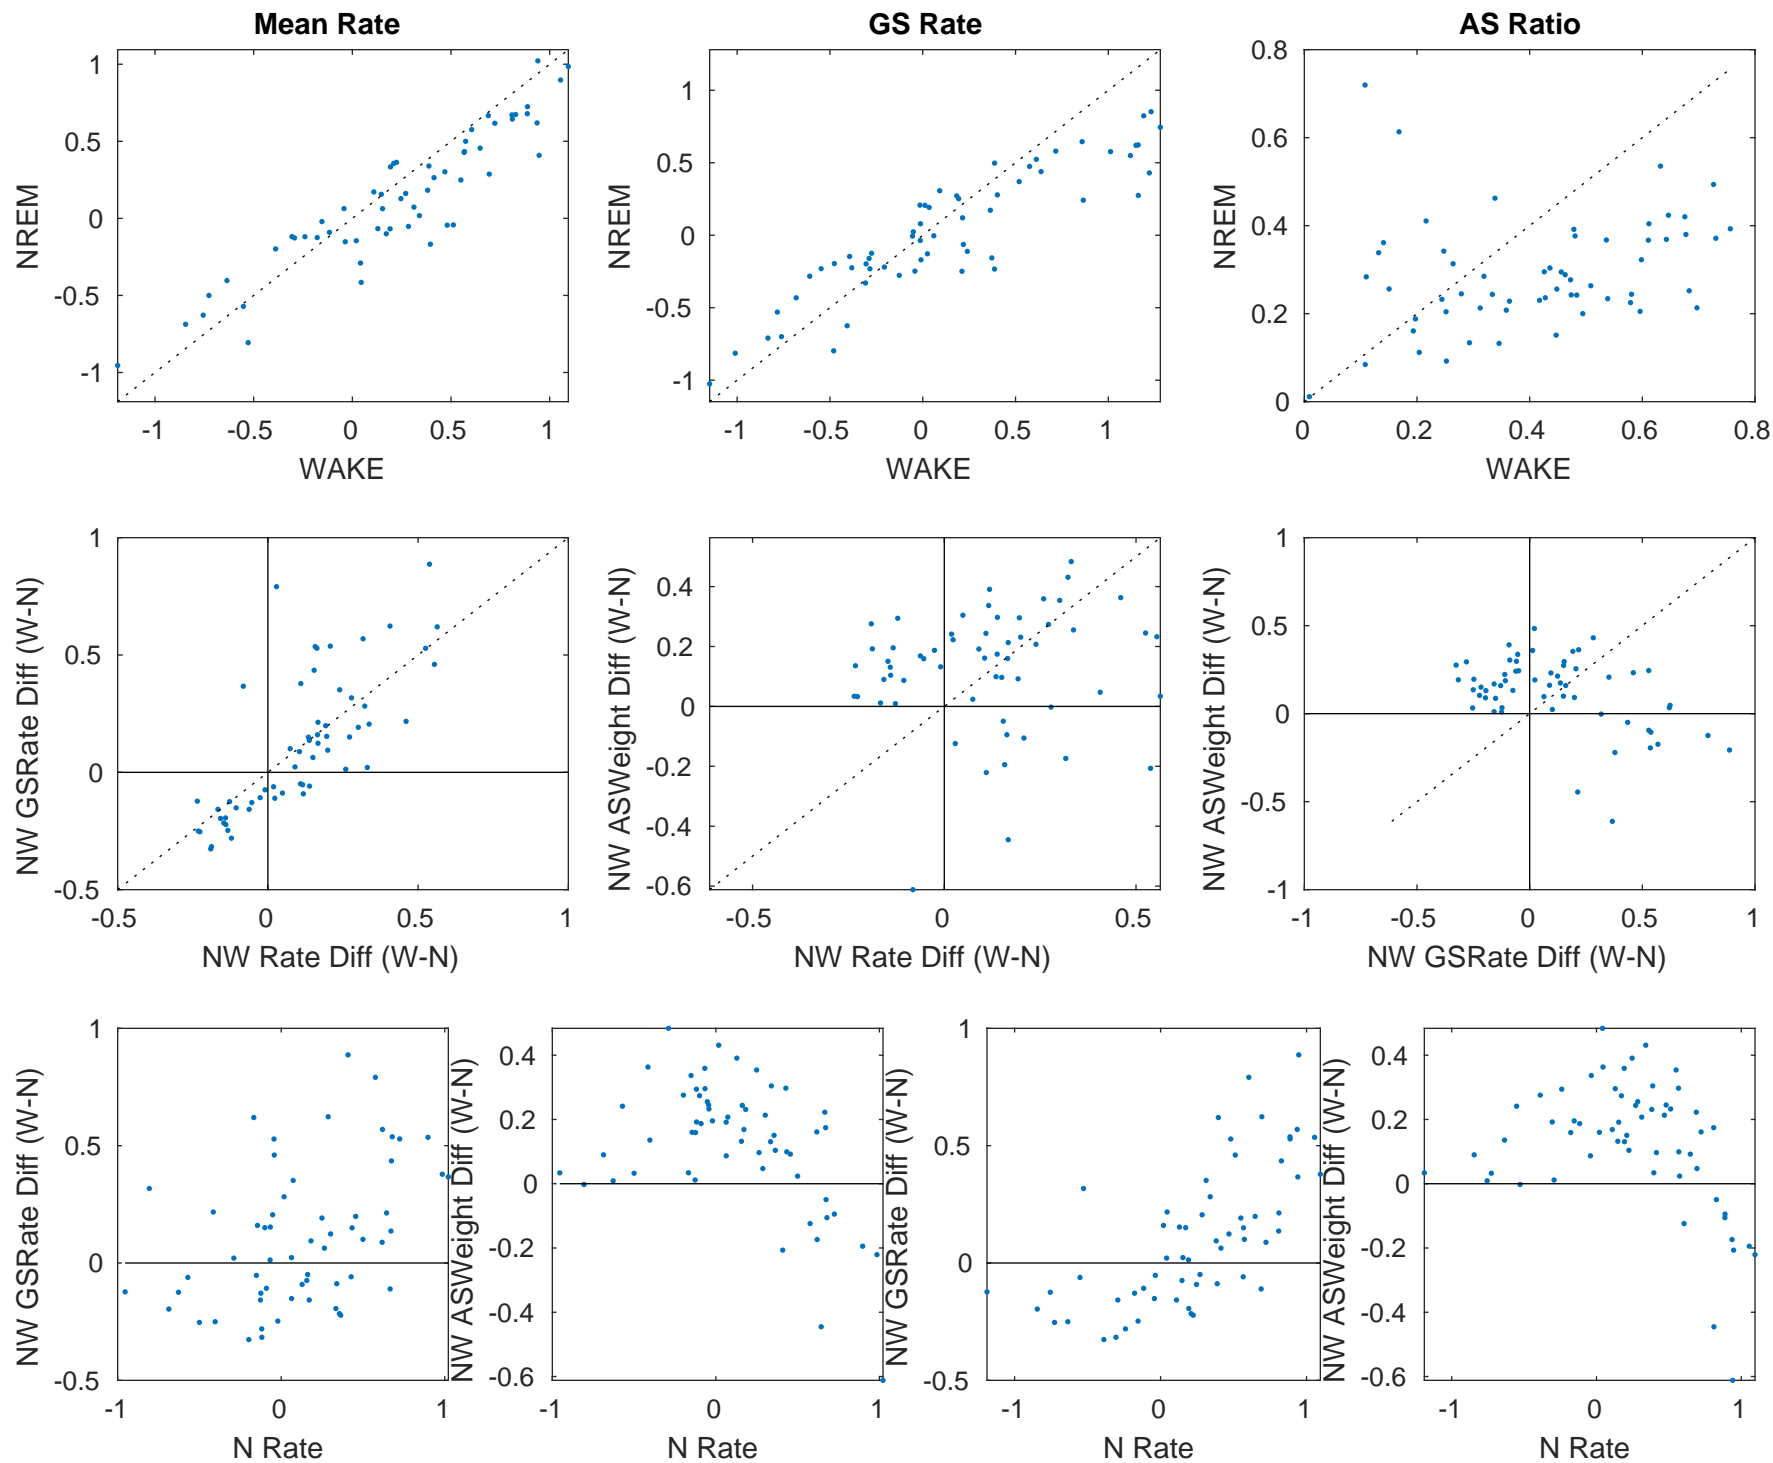 Mean Rate
GS Rate
AS Ratio
NREM
1
0.5
0
-0.5
-1
-1 -0.5 0 0.5 1
WAKE
NREM
1
0.5
0
-0.5
-1
-1 -0.5 0 0.5 1
WAKE
NREM
0.8
0.6
0.4
0.2
0
0 0.2 0.4 0.6 0.8
WAKE
NW GSRate Diff (W-N)
1
0.5
0
-0.5
-0.5 0 0.5 1
NW Rate Diff (W-N)
NW ASWeight Diff (W-N)
0.4
0.2
0
-0.2
-0.4
-0.6
-0.5 0 0.5
NW Rate Diff (W-N)
NW ASWeight Diff (W-N)
1
0.5
0
-0.5
-1
-1 -0.5 0 0.5 1
NW GSRate Diff (W-N)
NW GSRate Diff (W-N)
1
0.5
0
-0.5
-1 0 1
N Rate
NW ASWeight Diff (W-N)
0.4
0.2
0
-0.2
-0.4
-0.6
-1 0 1
N Rate
NW GSRate Diff (W-N)
1
0.5
0
-0.5
-1 0 1
N Rate
NW ASWeight Diff (W-N)
0.4
0.2
0
-0.2
-0.4
-0.6
-1 0 1
N Rate